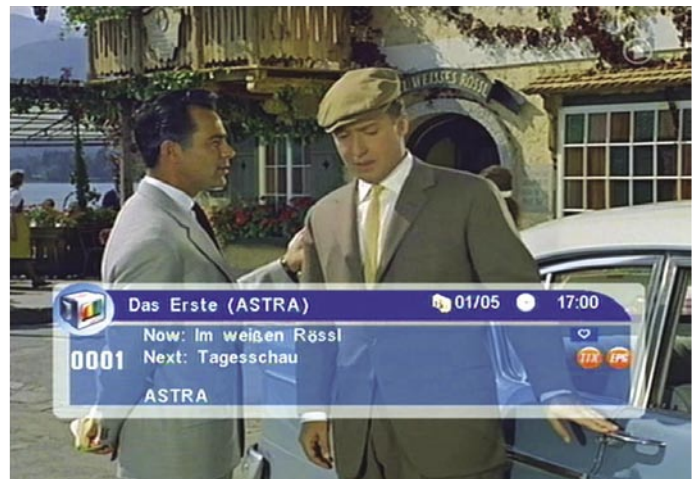 WEISSES RÖSSL
Das Erste (ASTRA) 01/05 17:00
Now: Im weißen Rössl
0001 Next: Tagesschau TTX EPG
ASTRA